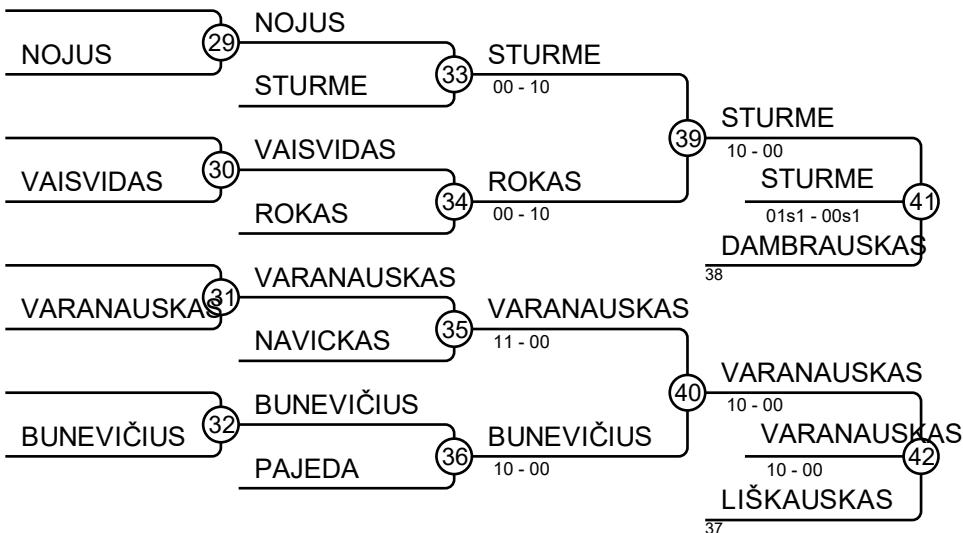 NOJUS
29
NOJUS
STURME
33
STURME
00 - 10
VAISVIDAS
30
VAISVIDAS
ROKAS
34
ROKAS
00 - 10
39
STURME
10 - 00
STURME
01s1 - 00s1
41
DAMBRAUSKAS
38
VARANAUSKAS
31
VARANAUSKAS
NAVICKAS
35
VARANAUSKAS
11 - 00
BUNEVIČIUS
32
BUNEVIČIUS
PAJEDA
36
BUNEVIČIUS
10 - 00
40
VARANAUSKAS
10 - 00
VARANAUSKAS
10 - 00
42
LIŠKAUSKAS
37